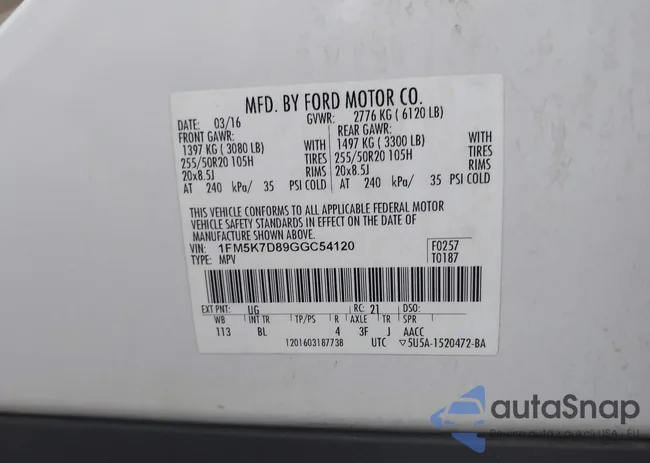 MFD. BY FORD MOTOR CO.
DATE: 03/16 GVWR: 2776 KG ( 6120 LB)
FRONT GAWR: REAR GAWR:
1397 KG ( 3080 LB) WITH 1497 KG ( 3300 LB) WITH
255/50R20 105H TIRES 255/50R20 105H TIRES
20x8.5J RIMS 20x8.5J RIMS
AT 240 kPa/ 35 PSI COLD AT 240 kPa/ 35 PSI COLD
THIS VEHICLE CONFORMS TO ALL APPLICABLE FEDERAL MOTOR
VEHICLE SAFETY STANDARDS IN EFFECT ON THE DATE OF
MANUFACTURE SHOWN ABOVE.
VIN: 1FM5K7D89GGC54120 F0257
TYPE: MPV T0187
EXT PNT: UG RC: 21 DSO:
WB INT TR TP/PS R AXLE TR SPR
113 BL 4 3F J AACC
1201603187738 UTC ▽5U5A-1520472-BA
autaSnap